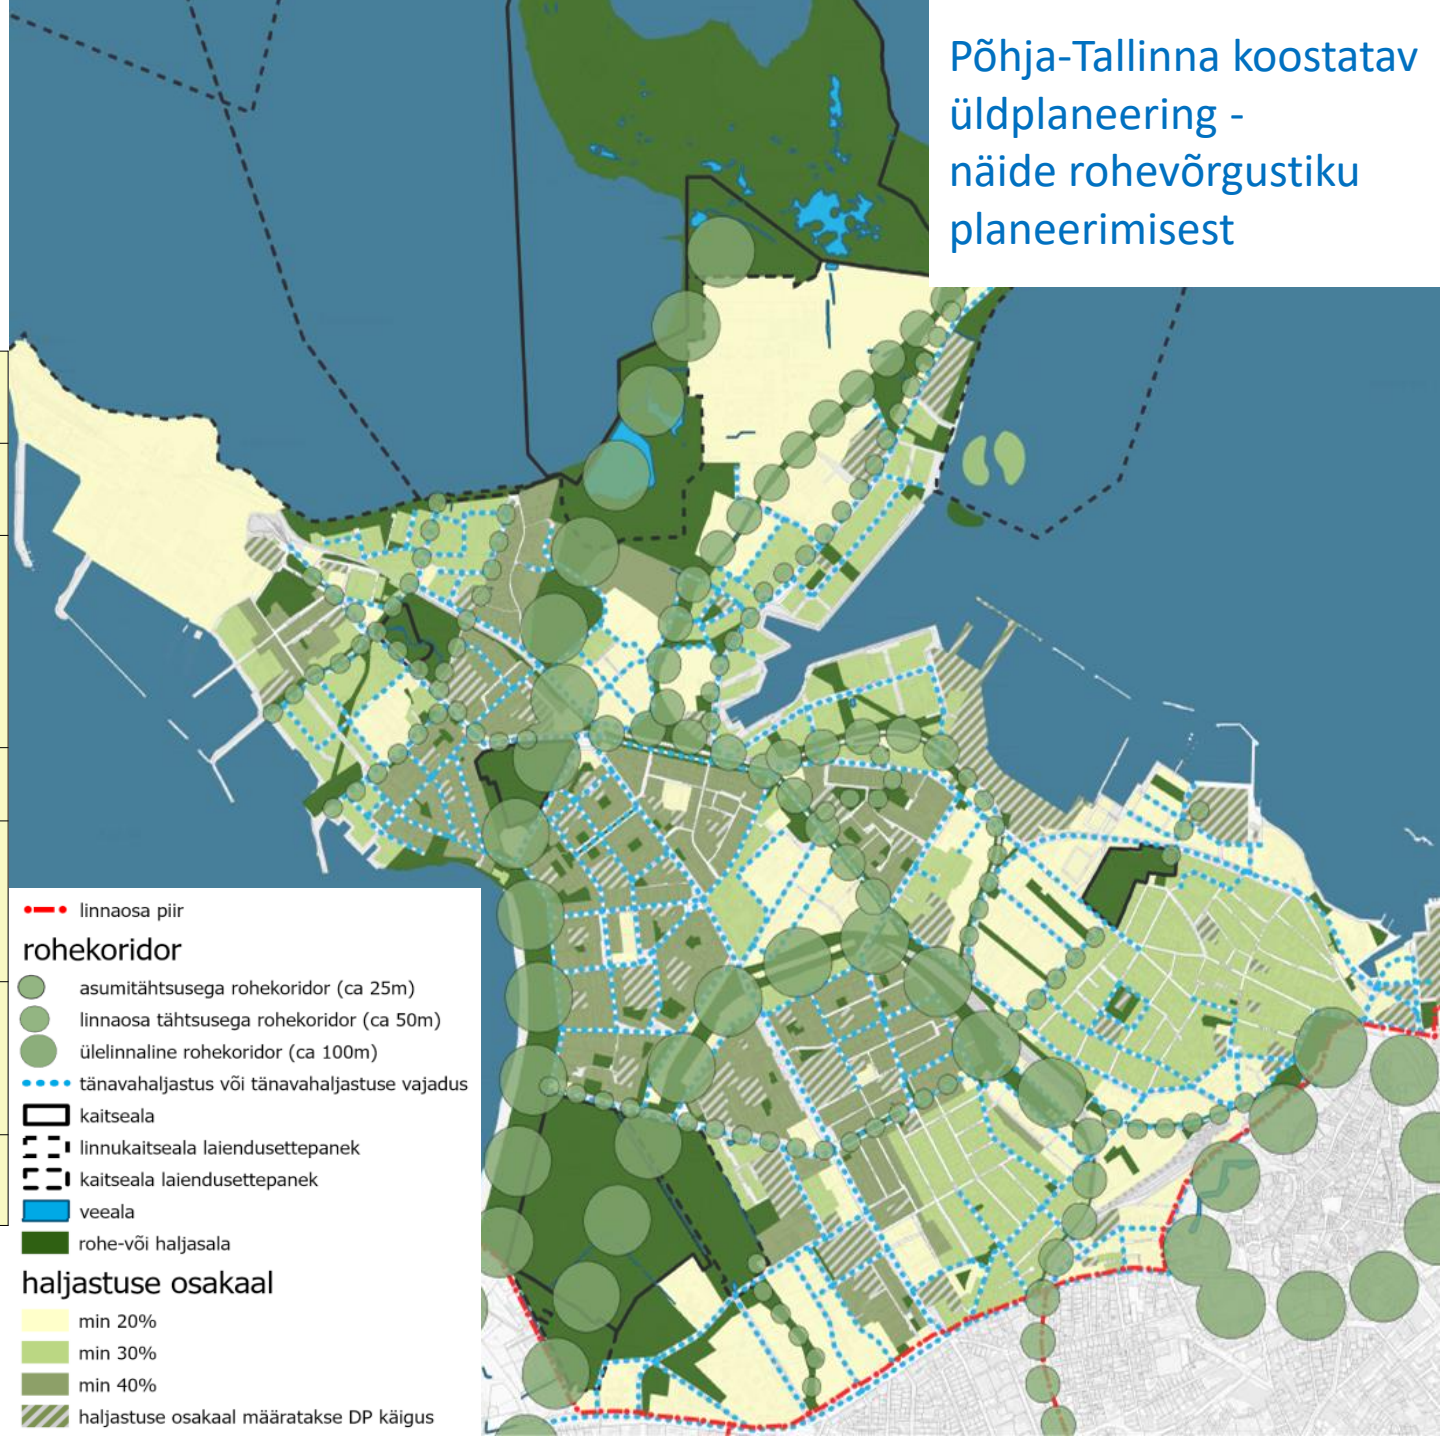 Põhja-Tallinna koostatav
üldplaneering -
näide rohevõrgustiku
planeerimisest
linnaosa piir
rohekoridor
asumitähtsusega rohekoridor (ca 25m)
linnaosa tähtsusega rohekoridor (ca 50m)
ülelinnaline rohekoridor (ca 100m)
tänavahaljastus või tänavahaljastuse vajadus
kaitseala
linnukaitseala laiendusettepanek
kaitseala laiendusettepanek
veeala
rohe-või haljasala
haljastuse osakaal
min 20%
min 30%
min 40%
haljastuse osakaal määratakse DP käigus